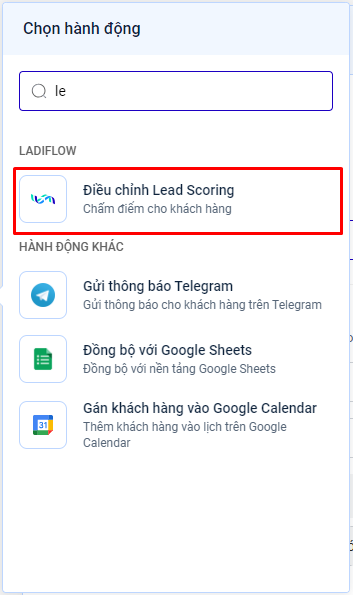 Chọn hành động
le
LADIFLOW
Điều chỉnh Lead Scoring
Chấm điểm cho khách hàng
HÀNH ĐỘNG KHÁC
Gửi thông báo Telegram
Gửi thông báo cho khách hàng trên Telegram
Đồng bộ với Google Sheets
Đồng bộ với nền tảng Google Sheets
31
Gán khách hàng vào Google Calendar
Thêm khách hàng vào lịch trên Google
Calendar